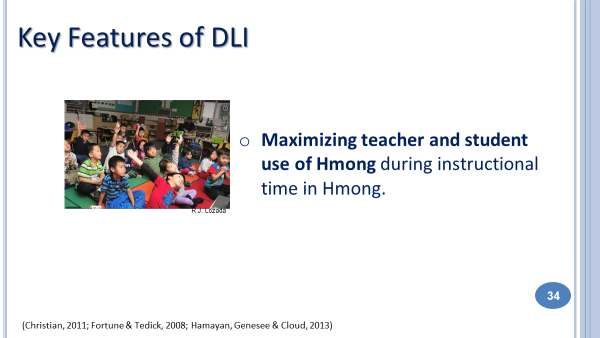 Key Features of DLI
R.J. Lozada
o Maximizing teacher and student
use of Hmong during instructional
time in Hmong.
34
(Christian, 2011; Fortune & Tedick, 2008; Hamayan, Genesee & Cloud, 2013)